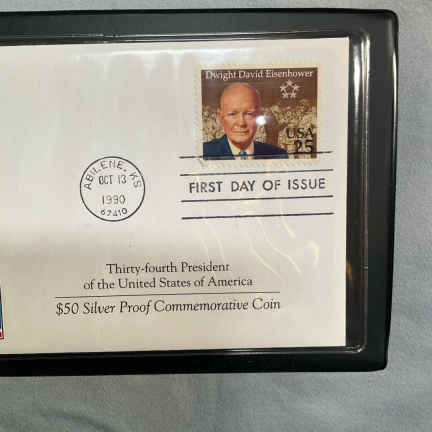 Dwight David Eisenhower
USA
25
ABILENE, KS
OCT 13
1990
67410
FIRST DAY OF ISSUE
Thirty-fourth President
of the United States of America
$50 Silver Proof Commemorative Coin